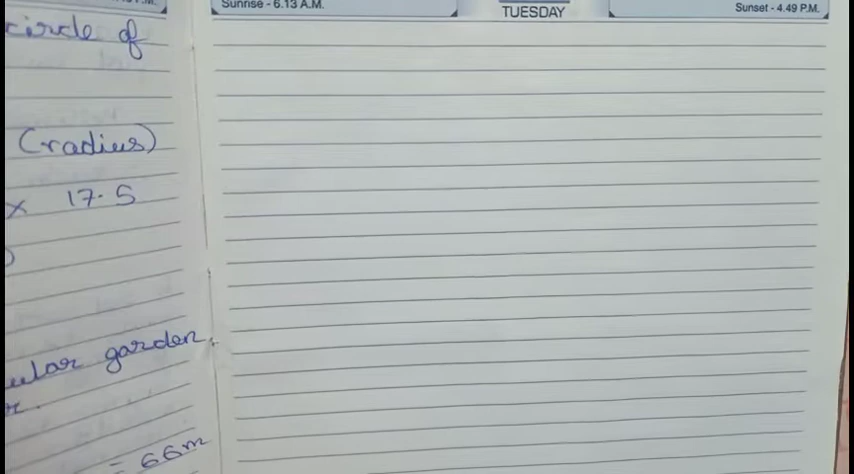 Sunrise - 6.13 A.M.
TUESDAY
Sunset - 4.49 P.M.
circle of
(radius)
x 17.5
)
ular garden
= 66m